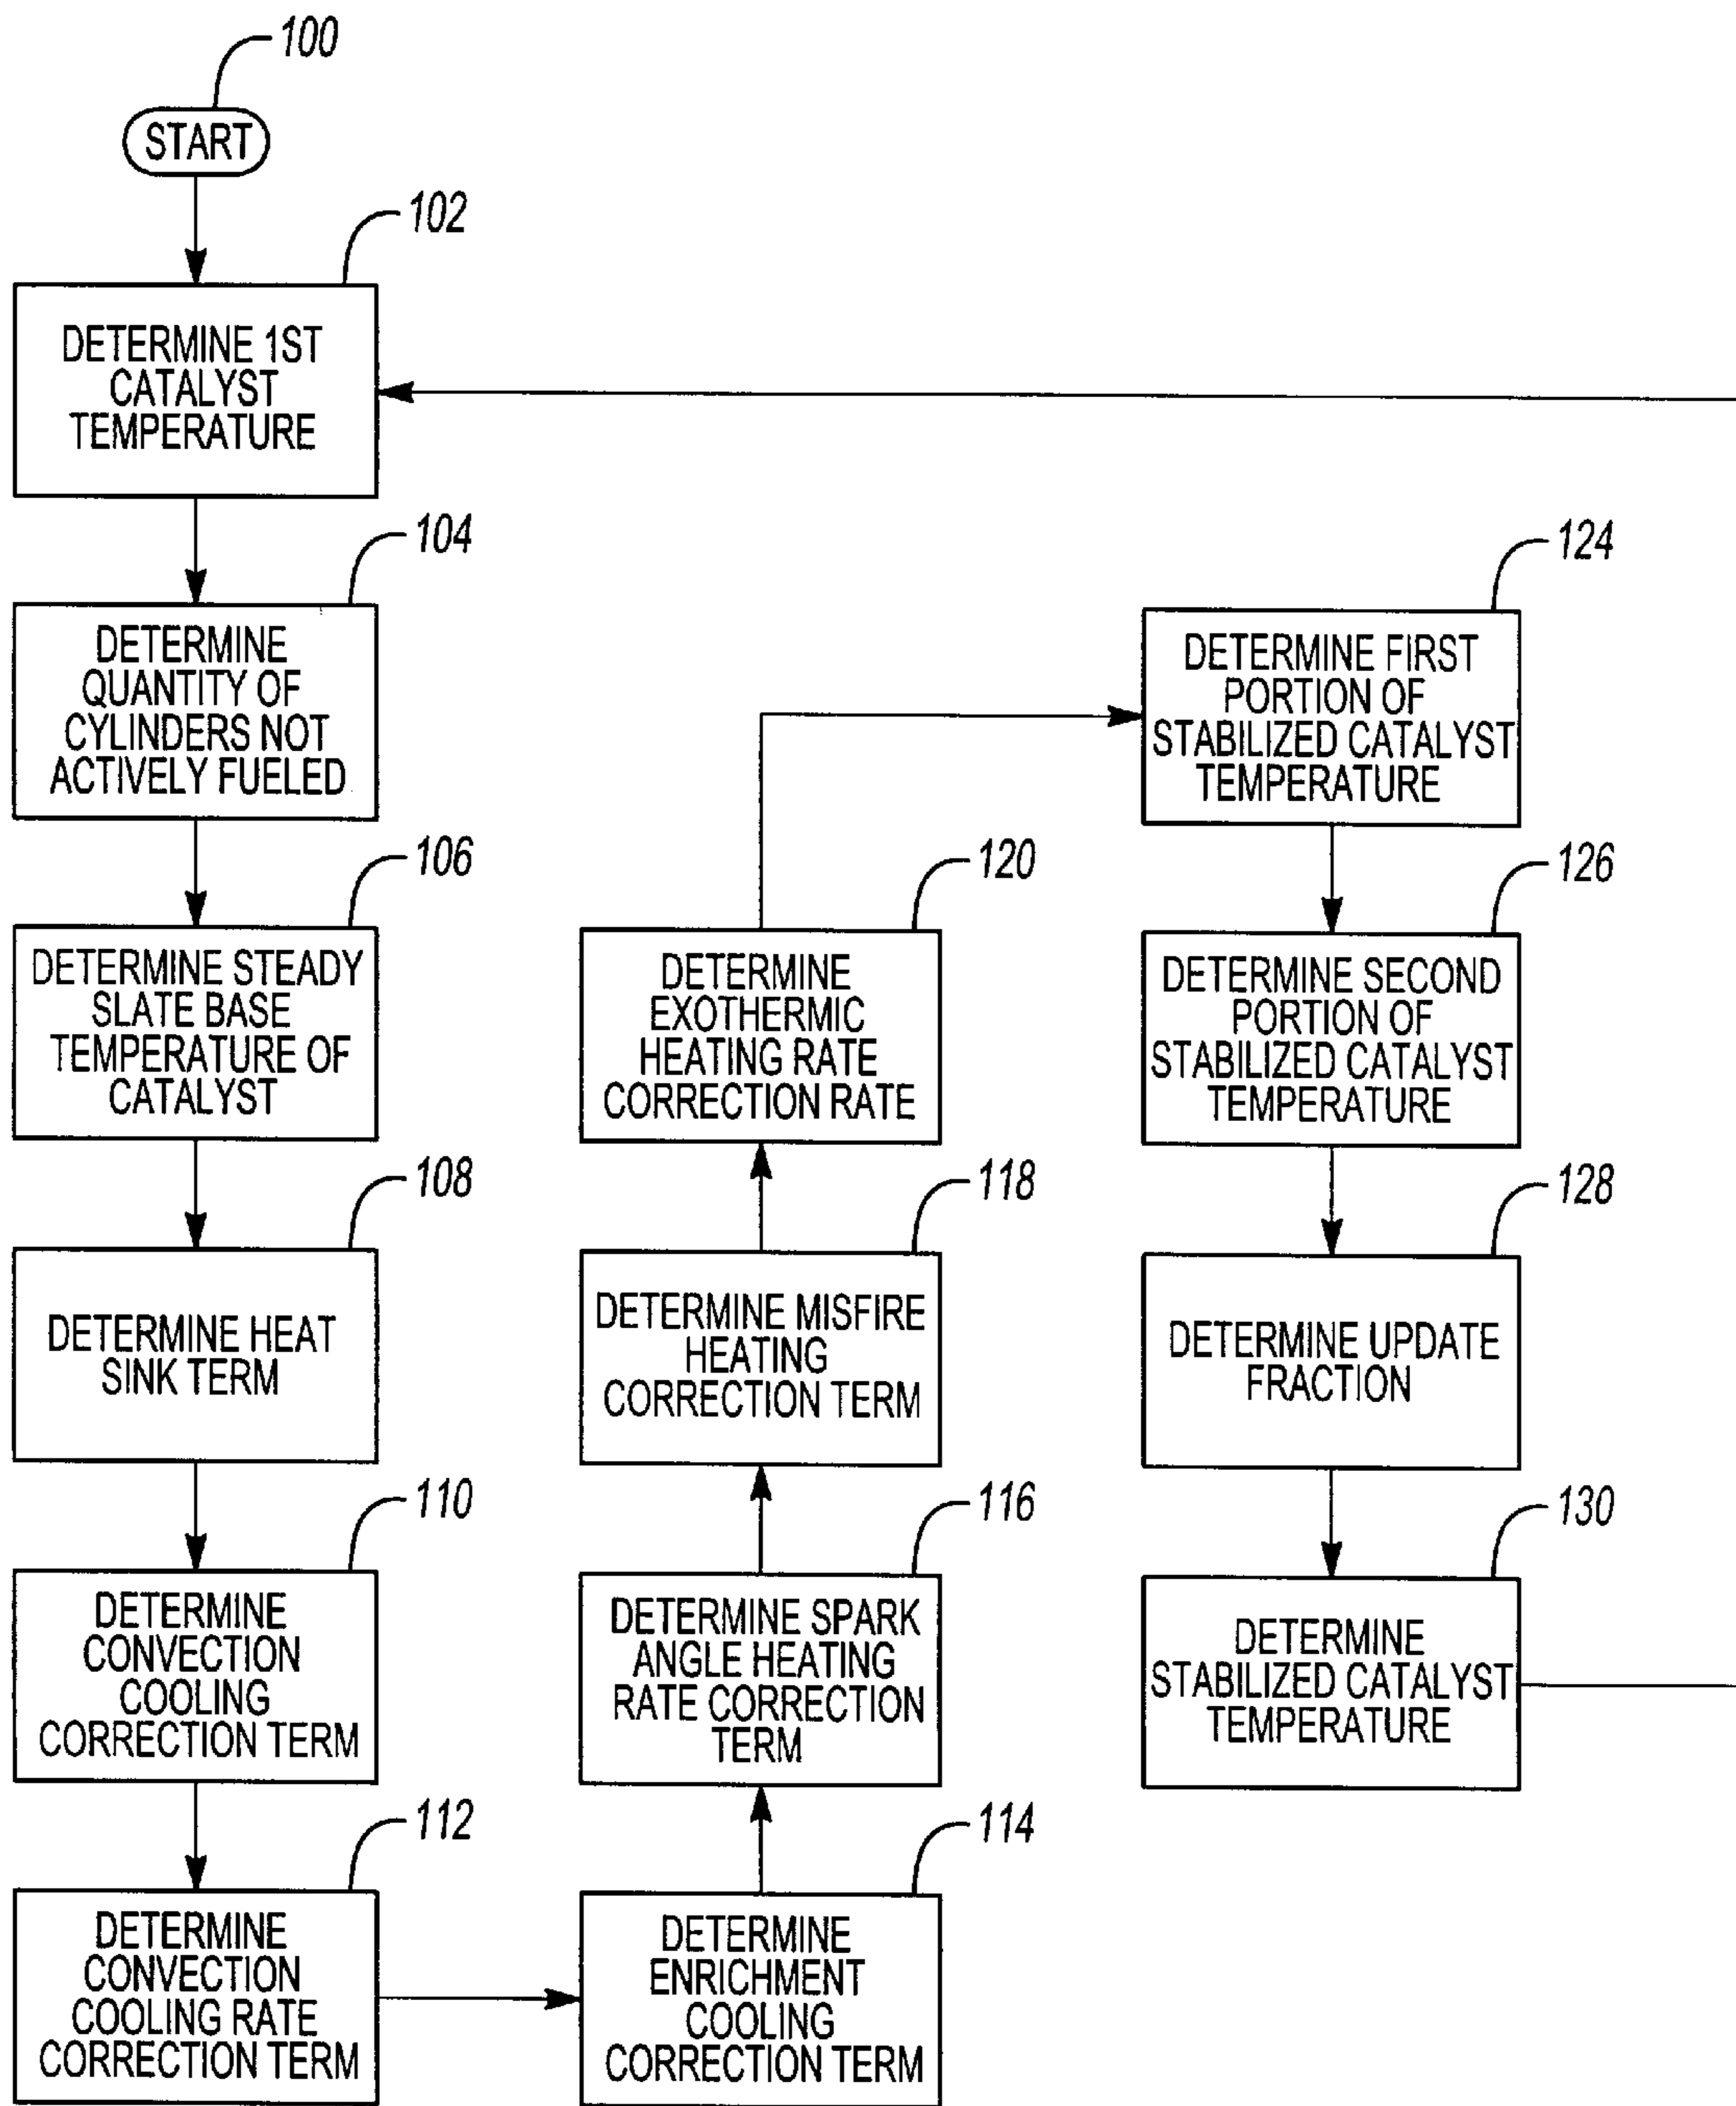 100
START
102
DETERMINE 1ST
CATALYST
TEMPERATURE
104
DETERMINE
QUANTITY OF
CYLINDERS NOT
ACTIVELY FUELED
106
DETERMINE STEADY
SLATE BASE
TEMPERATURE OF
CATALYST
108
DETERMINE HEAT
SINK TERM
110
DETERMINE
CONVECTION
COOLING
CORRECTION TERM
112
DETERMINE
CONVECTION
COOLING RATE
CORRECTION TERM
114
DETERMINE
ENRICHMENT
COOLING
CORRECTION TERM
116
DETERMINE SPARK
ANGLE HEATING
RATE CORRECTION
TERM
118
DETERMINE MISFIRE
HEATING
CORRECTION TERM
120
DETERMINE
EXOTHERMIC
HEATING RATE
CORRECTION RATE
124
DETERMINE FIRST
PORTION OF
STABILIZED CATALYST
TEMPERATURE
126
DETERMINE SECOND
PORTION OF
STABILIZED CATALYST
TEMPERATURE
128
DETERMINE UPDATE
FRACTION
130
DETERMINE
STABILIZED CATALYST
TEMPERATURE